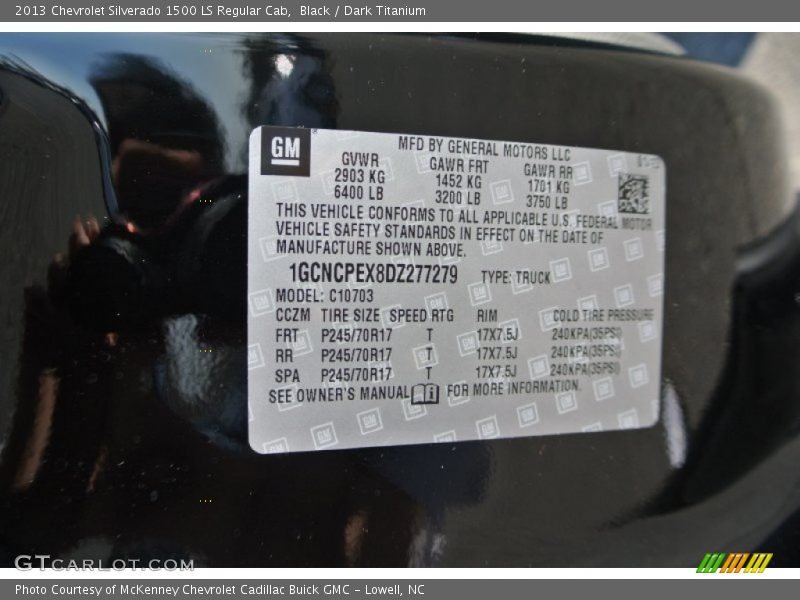 2013 Chevrolet Silverado 1500 LS Regular Cab, Black / Dark Titanium
GM
MFD BY GENERAL MOTORS LLC
GVWR GAWR FRT GAWR RR
2903 KG 1452 KG 1701 KG
6400 LB 3200 LB 3750 LB
THIS VEHICLE CONFORMS TO ALL APPLICABLE U.S. FEDERAL MOTOR
VEHICLE SAFETY STANDARDS IN EFFECT ON THE DATE OF
MANUFACTURE SHOWN ABOVE.
1GCNCPEX8DZ277279 TYPE: TRUCK
MODEL: C10703
CCZM TIRE SIZE SPEED RTG RIM COLD TIRE PRESSURE
FRT P245/70R17 T 17X7.5J 240KPA(35PSI)
RR P245/70R17 T 17X7.5J 240KPA(35PSI)
SPA P245/70R17 T 17X7.5J 240KPA(35PSI)
SEE OWNER'S MANUAL FOR MORE INFORMATION.
GTCARLOT.COM
Photo Courtesy of McKenney Chevrolet Cadillac Buick GMC - Lowell, NC